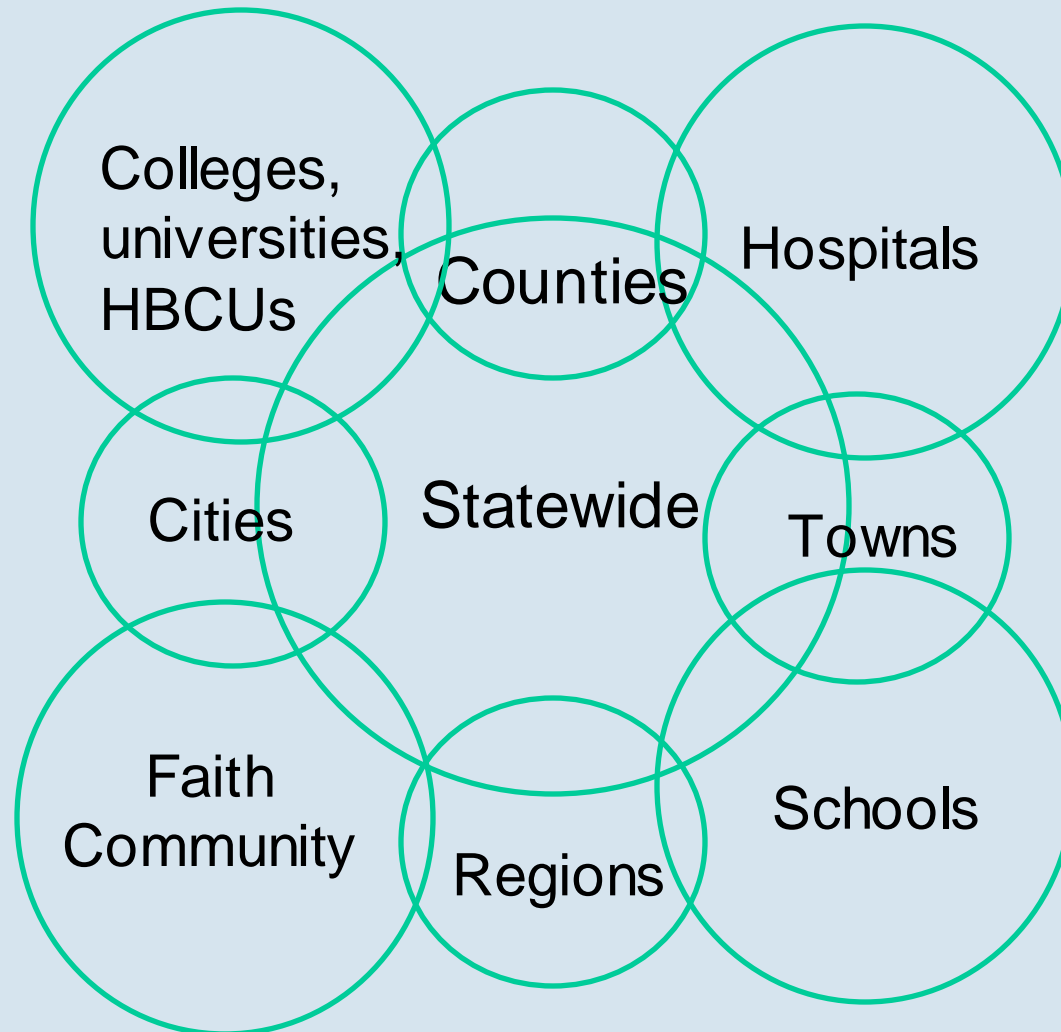 Colleges,
universities,
HBCUs
Counties
Hospitals
Cities
Statewide
Towns
Faith
Community
Regions
Schools